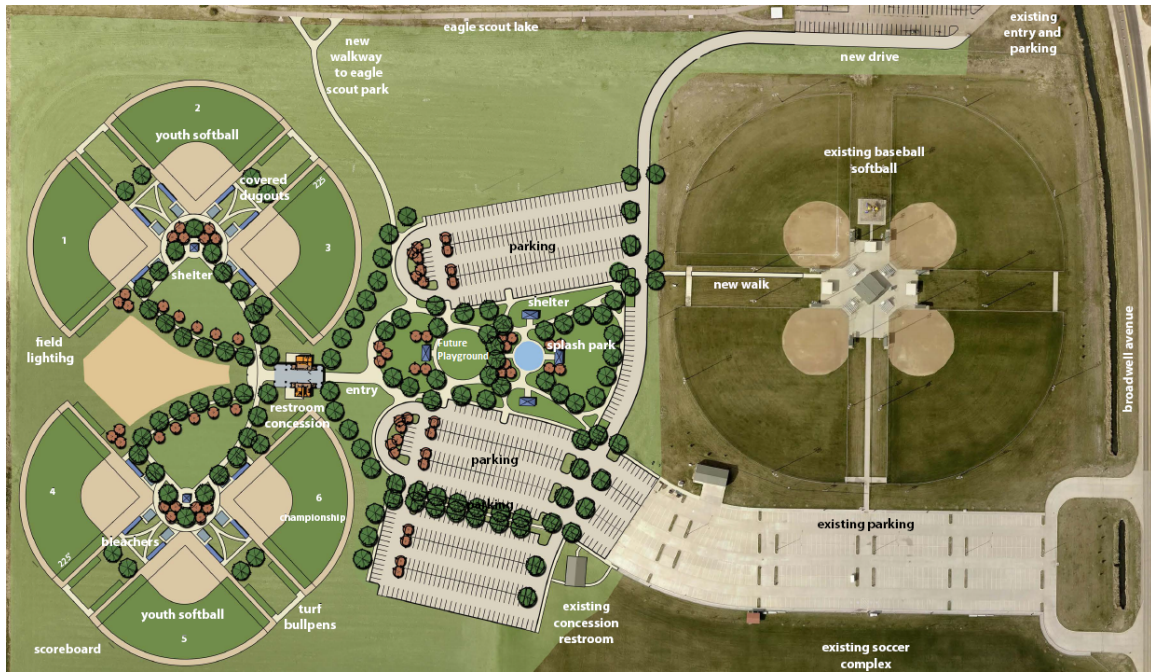 eagle scout lake
existing
entry and
parking
new
walkway
to eagle
scout park
new drive
2
youth softball
covered
dugouts
225
existing baseball
softball
1
3
parking
shelter
new walk
shelter
field
lighting
Future
Playground
splash park
entry
restroom
concession
broadwell avenue
parking
4
6
championship
parking
existing parking
bleachers
225'
youth softball
5
turf
bullpens
existing
concession
restroom
scoreboard
existing soccer
complex